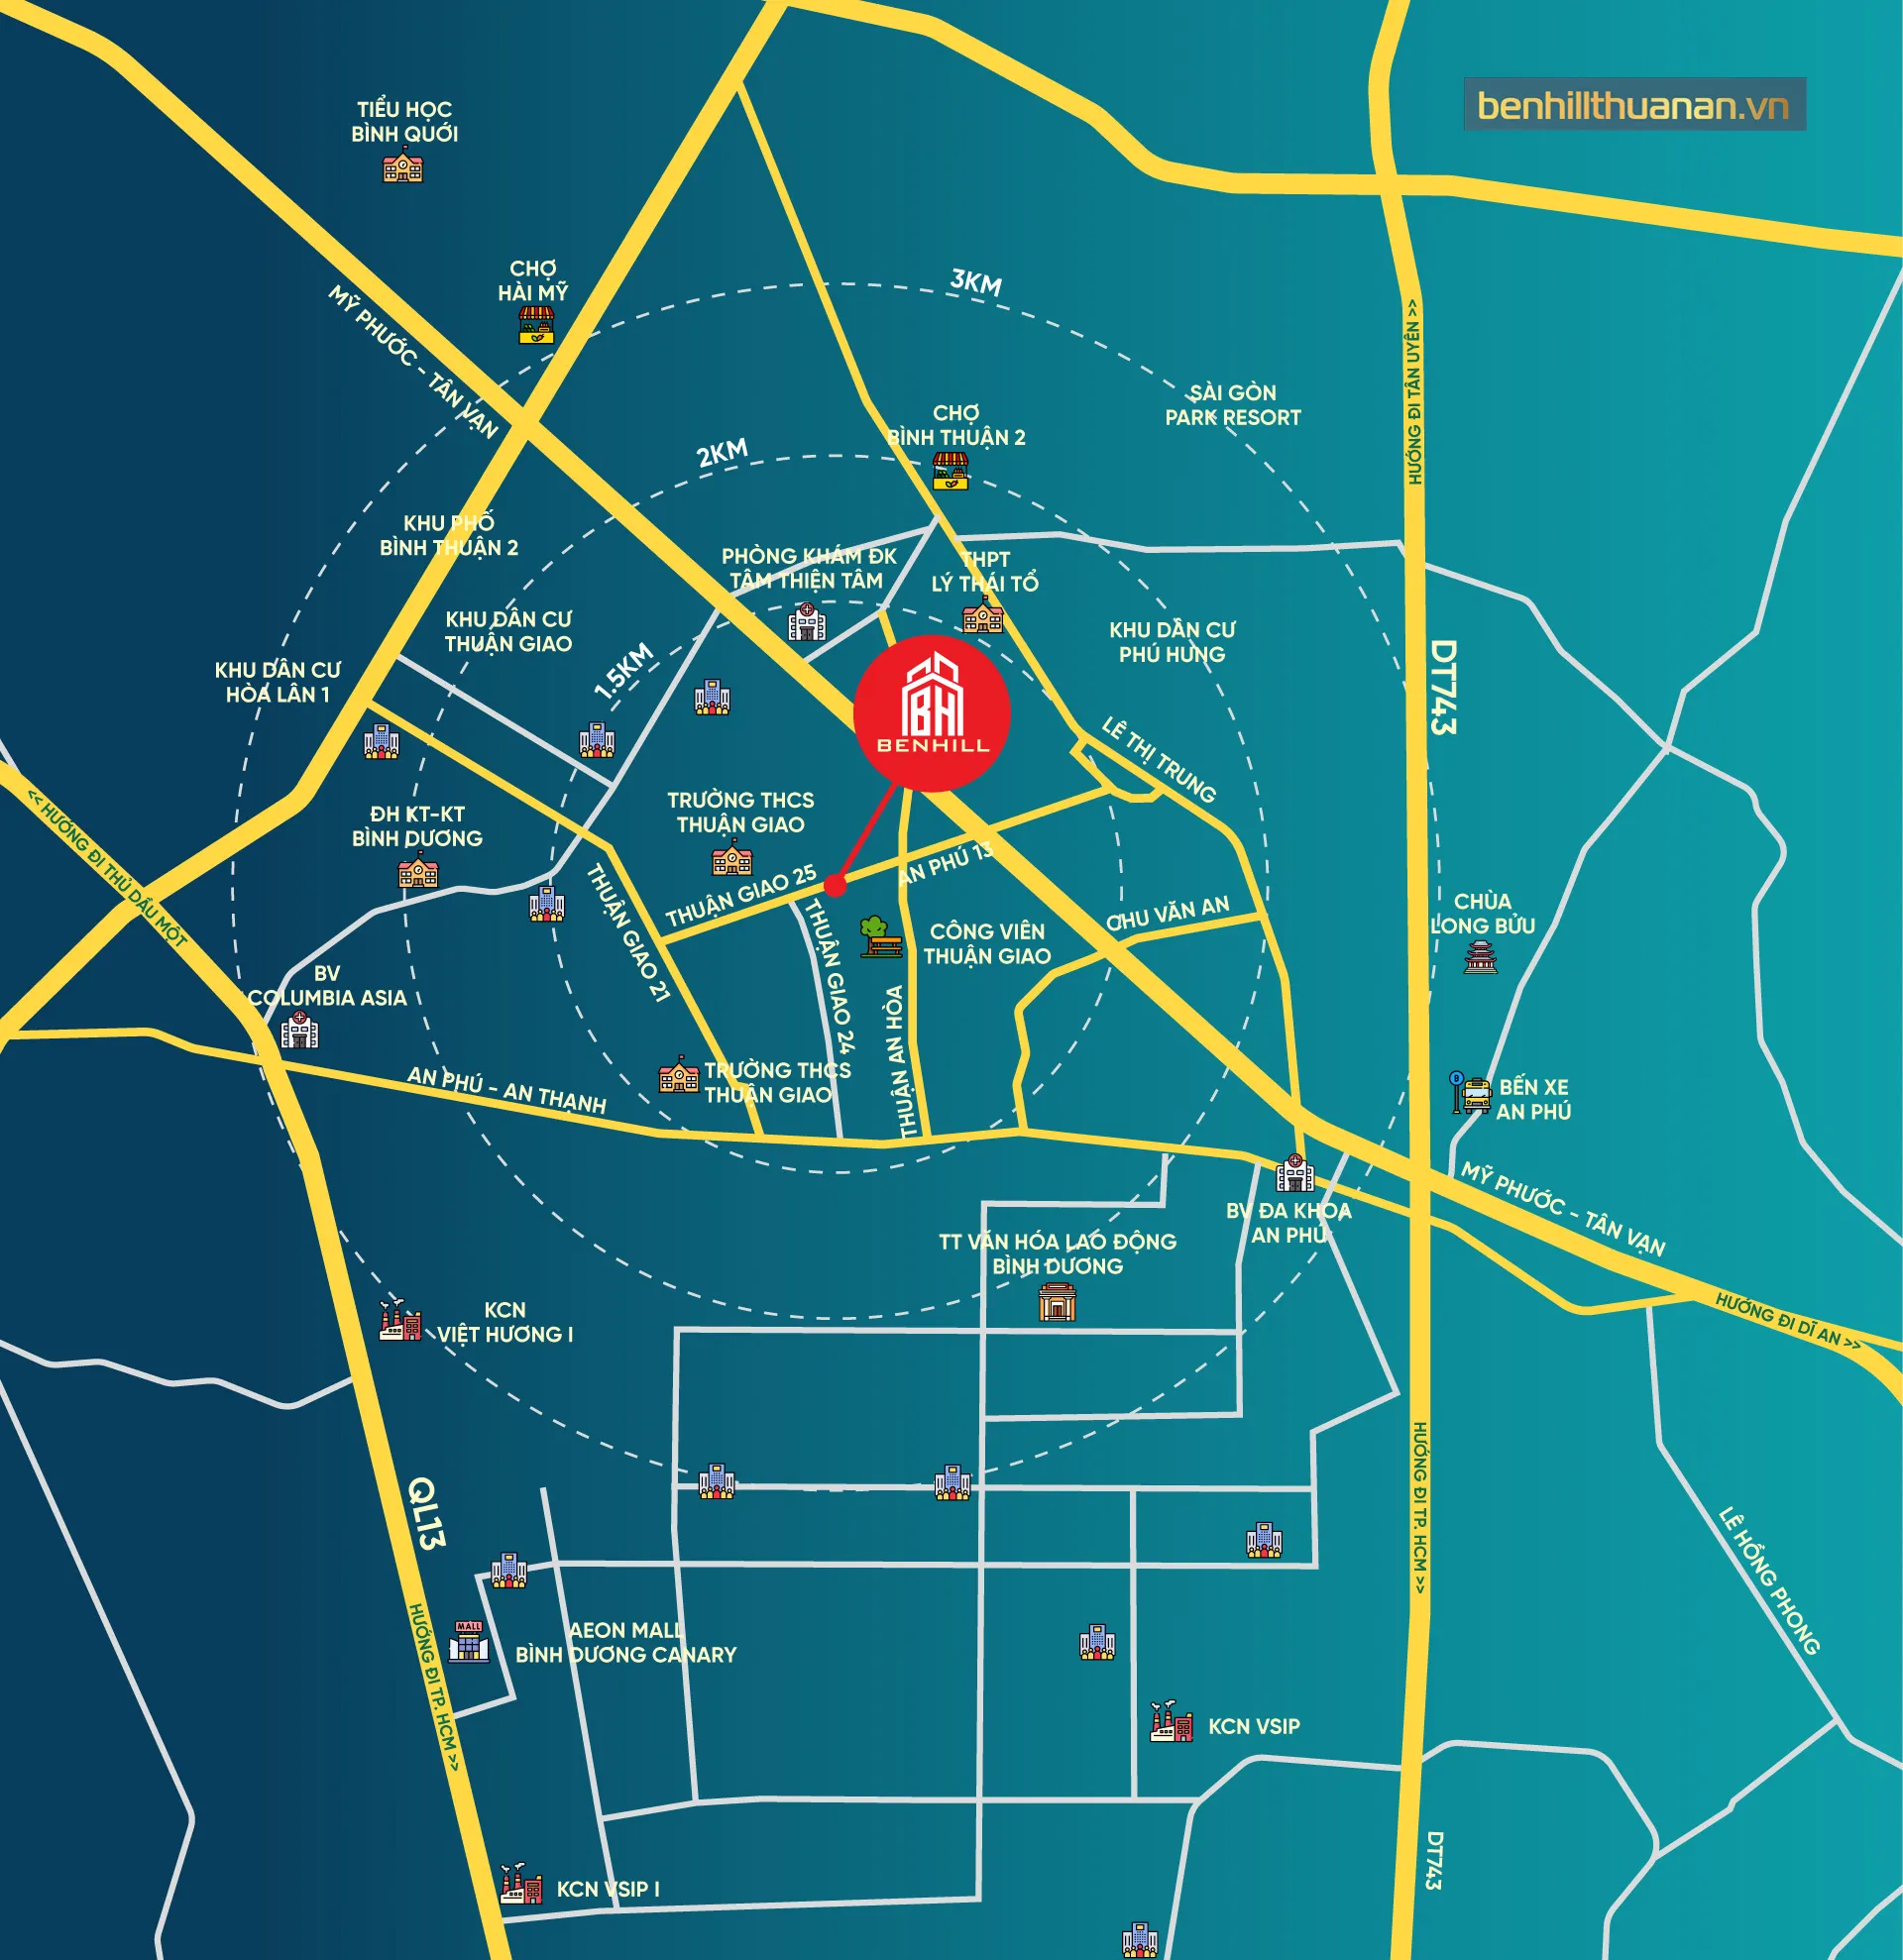 benhillthuanan.vn
TIỂU HỌC
BÌNH QUỚI
CHỢ
HÀI MỸ
3KM
MỸ PHƯỚC - TÂN VẠN
HƯỚNG ĐI TÂN UYÊN >>
SÀI GÒN
PARK RESORT
CHỢ
BÌNH THUẬN 2
2KM
KHU PHỐ
BÌNH THUẬN 2
PHÒNG KHÁM ĐK
TÂM THIỆN TÂM
THPT
LÝ THÁI TỔ
KHU DÂN CƯ
THUẬN GIAO
KHU DÂN CƯ
PHÚ HƯNG
1.5KM
KHU DÂN CƯ
HÒA LÂN 1
DT743
BH
BENHILL
LÊ THỊ TRUNG
<< HƯỚNG ĐI THỦ DẦU MỘT
ĐH KT-KT
BÌNH DƯƠNG
TRƯỜNG THCS
THUẬN GIAO
AN PHÚ 13
THUẬN GIAO 25
THUẬN GIAO 21
THUẬN GIAO 24
CHU VĂN AN
CHÙA
LONG BỬU
CÔNG VIÊN
THUẬN GIAO
BV
COLUMBIA ASIA
THUẬN AN HÒA
TRƯỜNG THCS
THUẬN GIAO
AN PHÚ - AN THẠNH
B
BẾN XE
AN PHÚ
MỸ PHƯỚC - TÂN VẠN
BV ĐA KHOA
AN PHÚ
TT VĂN HÓA LAO ĐỘNG
BÌNH DƯƠNG
HƯỚNG ĐI DĨ AN >>
KCN
VIỆT HƯƠNG I
QL13
HƯỚNG ĐI TP. HCM >>
LÊ HỒNG PHONG
HƯỚNG ĐI TP. HCM >>
MALL
AEON MALL
BÌNH DƯƠNG CANARY
KCN VSIP
DT743
KCN VSIP I